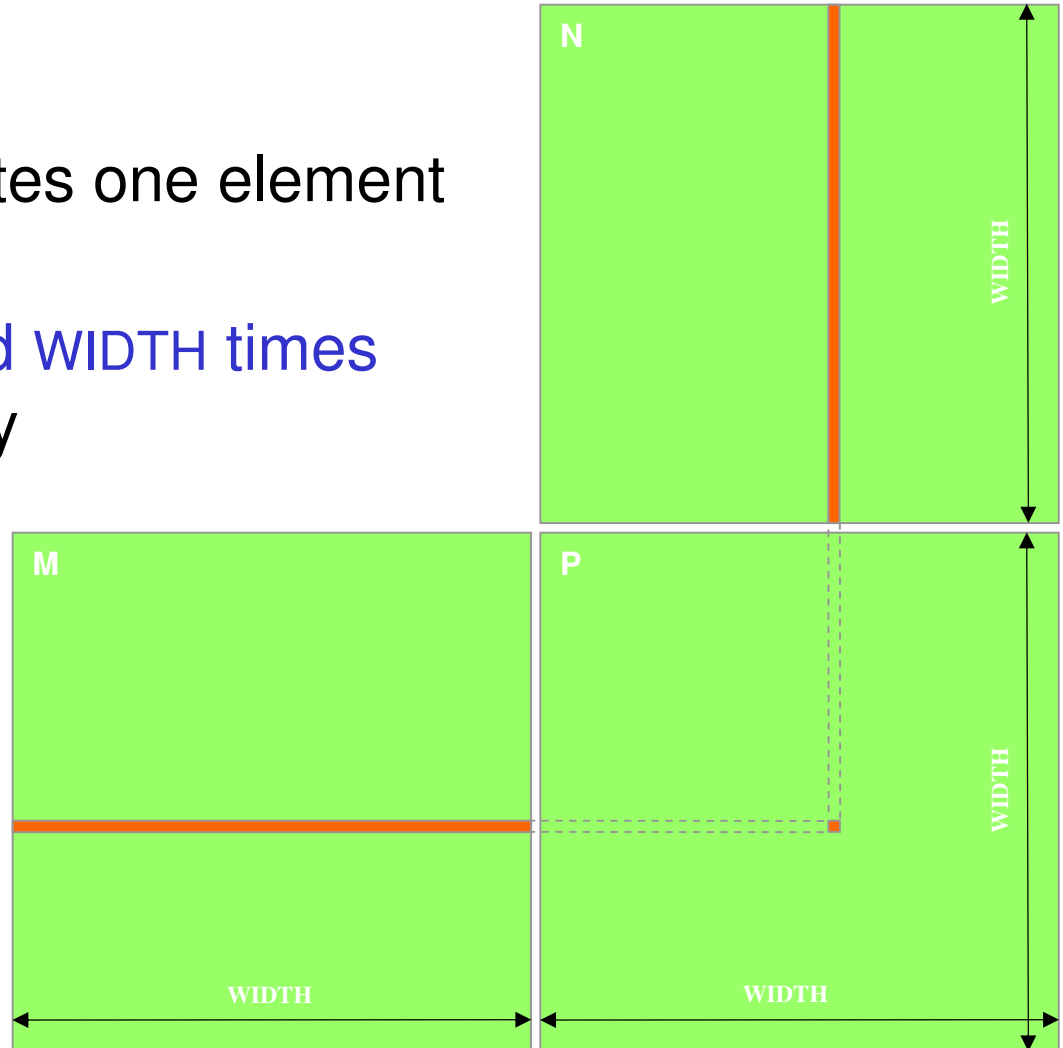 N
tes one element
WIDTH
d WIDTH times
y
M
P
WIDTH
WIDTH
WIDTH